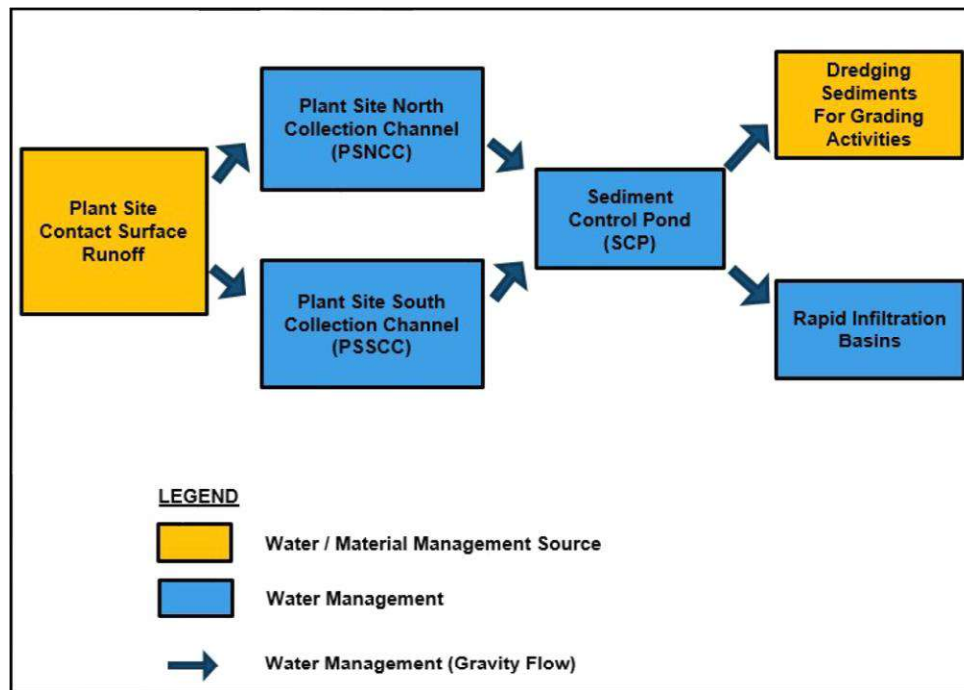 Plant Site
Contact Surface
Runoff
Plant Site North
Collection Channel
(PSNCC)
Plant Site South
Collection Channel
(PSSCC)
Sediment
Control Pond
(SCP)
Dredging
Sediments
For Grading
Activities
Rapid Infiltration
Basins
LEGEND
Water / Material Management Source
Water Management
Water Management (Gravity Flow)